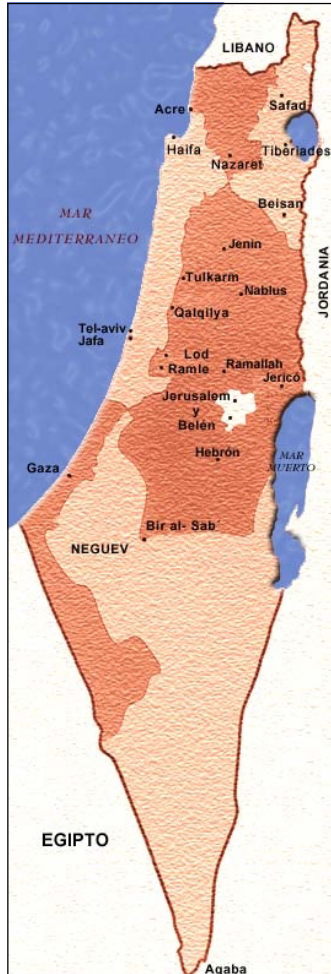 LIBANO
Safad
Acre
Haifa
Tiberiades
Nazaret
Beisan
MAR
MEDITERRANEO
Jenin
Tulkarm
Nablus
JORDANIA
Qalqilya
Tel-aviv
Jafa
Lod
Ramle
Ramallah
Jericó
Jerusalem
y
Belén
Hebrón
MAR
MUERTO
Gaza
Bir al- Sab
NEGUEV
EGIPTO
Aqaba